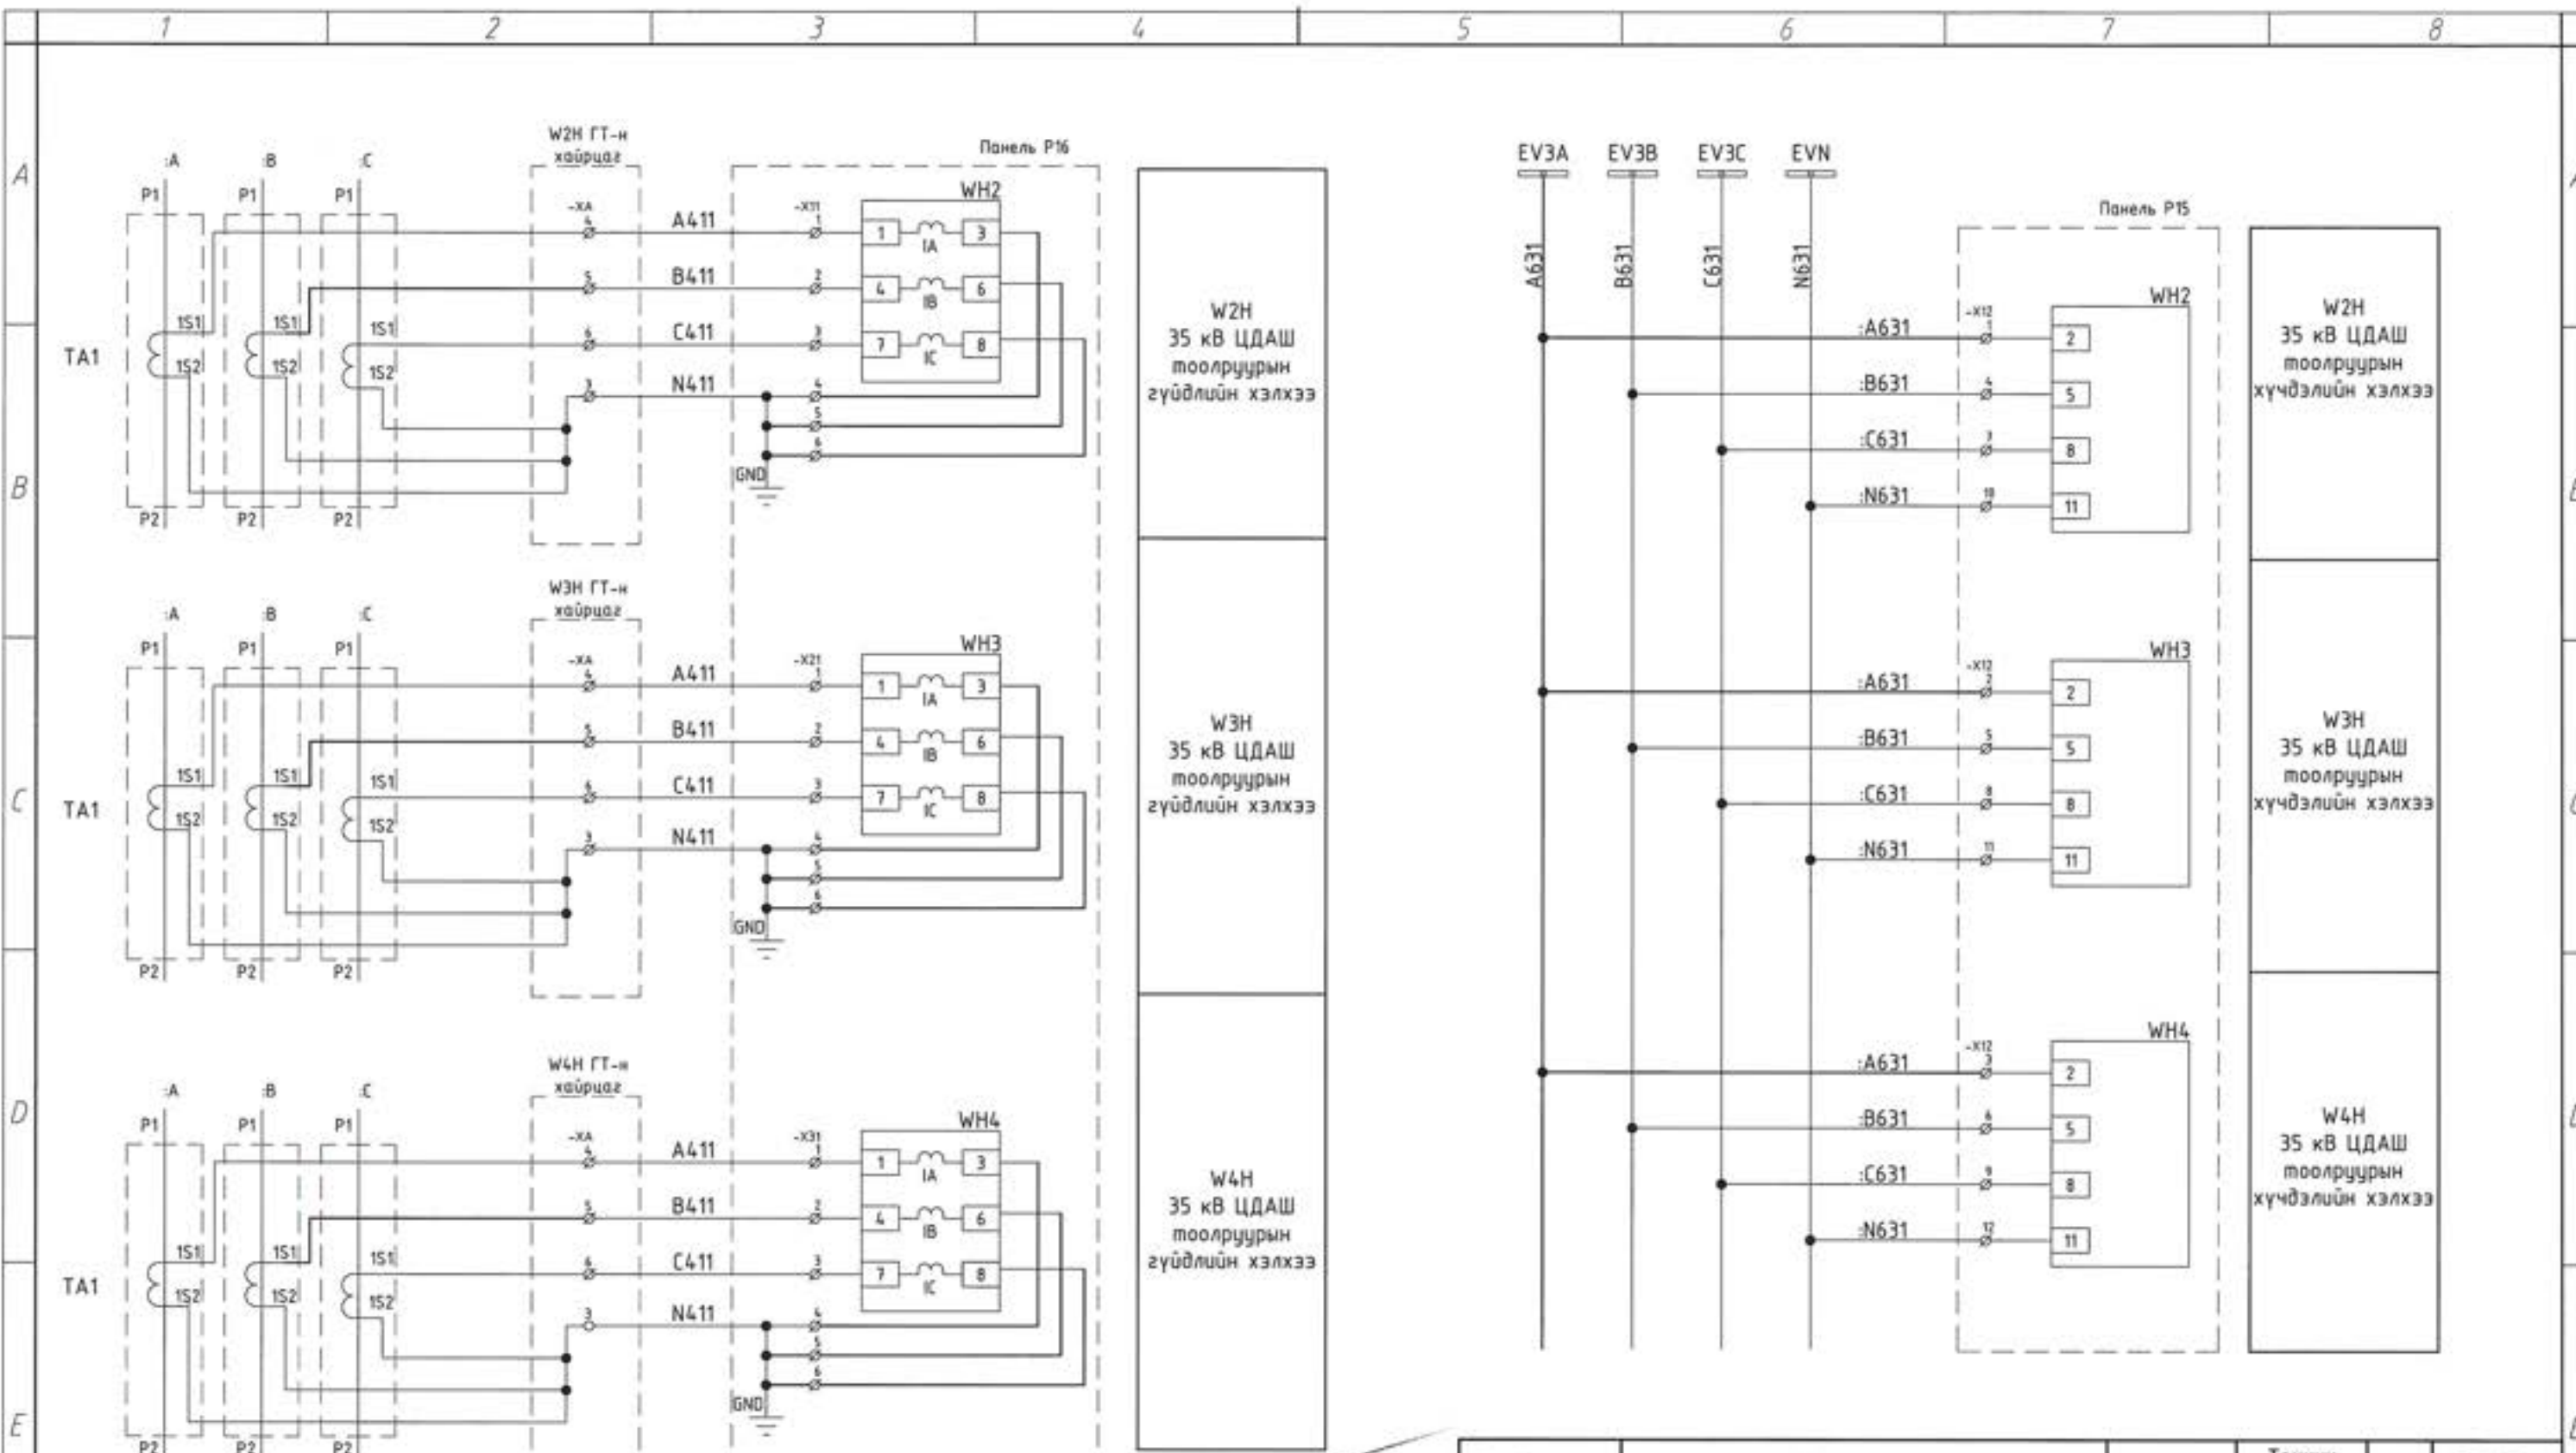 1 2 3 4 5 6 7 8
A
B
C
D
E
W2H ГТ-н
хайрцаг
Панель P16
:A :B :C
P1 P1 P1
-XA
4
A411
-X11
1
WH2
1 IA 3
5
B411
2
4 IB 6
6
C411
3
7 IC 8
3
N411
4
5
6
GND
TA1
1S1 1S1 1S1
1S2 1S2 1S2
P2 P2 P2
W2H
35 кВ ЦДАШ
тоолруурын
гүйдлийн хэлхээ
W3H ГТ-н
хайрцаг
:A :B :C
P1 P1 P1
-XA
4
A411
-X21
1
WH3
1 IA 3
5
B411
2
4 IB 6
6
C411
3
7 IC 8
3
N411
4
5
6
GND
TA1
1S1 1S1 1S1
1S2 1S2 1S2
P2 P2 P2
W3H
35 кВ ЦДАШ
тоолруурын
гүйдлийн хэлхээ
W4H ГТ-н
хайрцаг
:A :B :C
P1 P1 P1
-XA
4
A411
-X31
1
WH4
1 IA 3
5
B411
2
4 IB 6
6
C411
3
7 IC 8
3
N411
4
5
6
GND
TA1
1S1 1S1 1S1
1S2 1S2 1S2
P2 P2 P2
W4H
35 кВ ЦДАШ
тоолруурын
гүйдлийн хэлхээ
EV3A EV3B EV3C EVN
A631 B631 C631 N631
Панель P15
WH2
:A631
-X12
1
2
:B631
4
5
:C631
7
8
:N631
10
11
W2H
35 кВ ЦДАШ
тоолруурын
хүчдэлийн хэлхээ
WH3
:A631
-X12
2
2
:B631
5
5
:C631
8
8
:N631
11
11
W3H
35 кВ ЦДАШ
тоолруурын
хүчдэлийн хэлхээ
WH4
:A631
-X12
3
2
:B631
6
5
:C631
9
8
:N631
12
11
W4H
35 кВ ЦДАШ
тоолруурын
хүчдэлийн хэлхээ